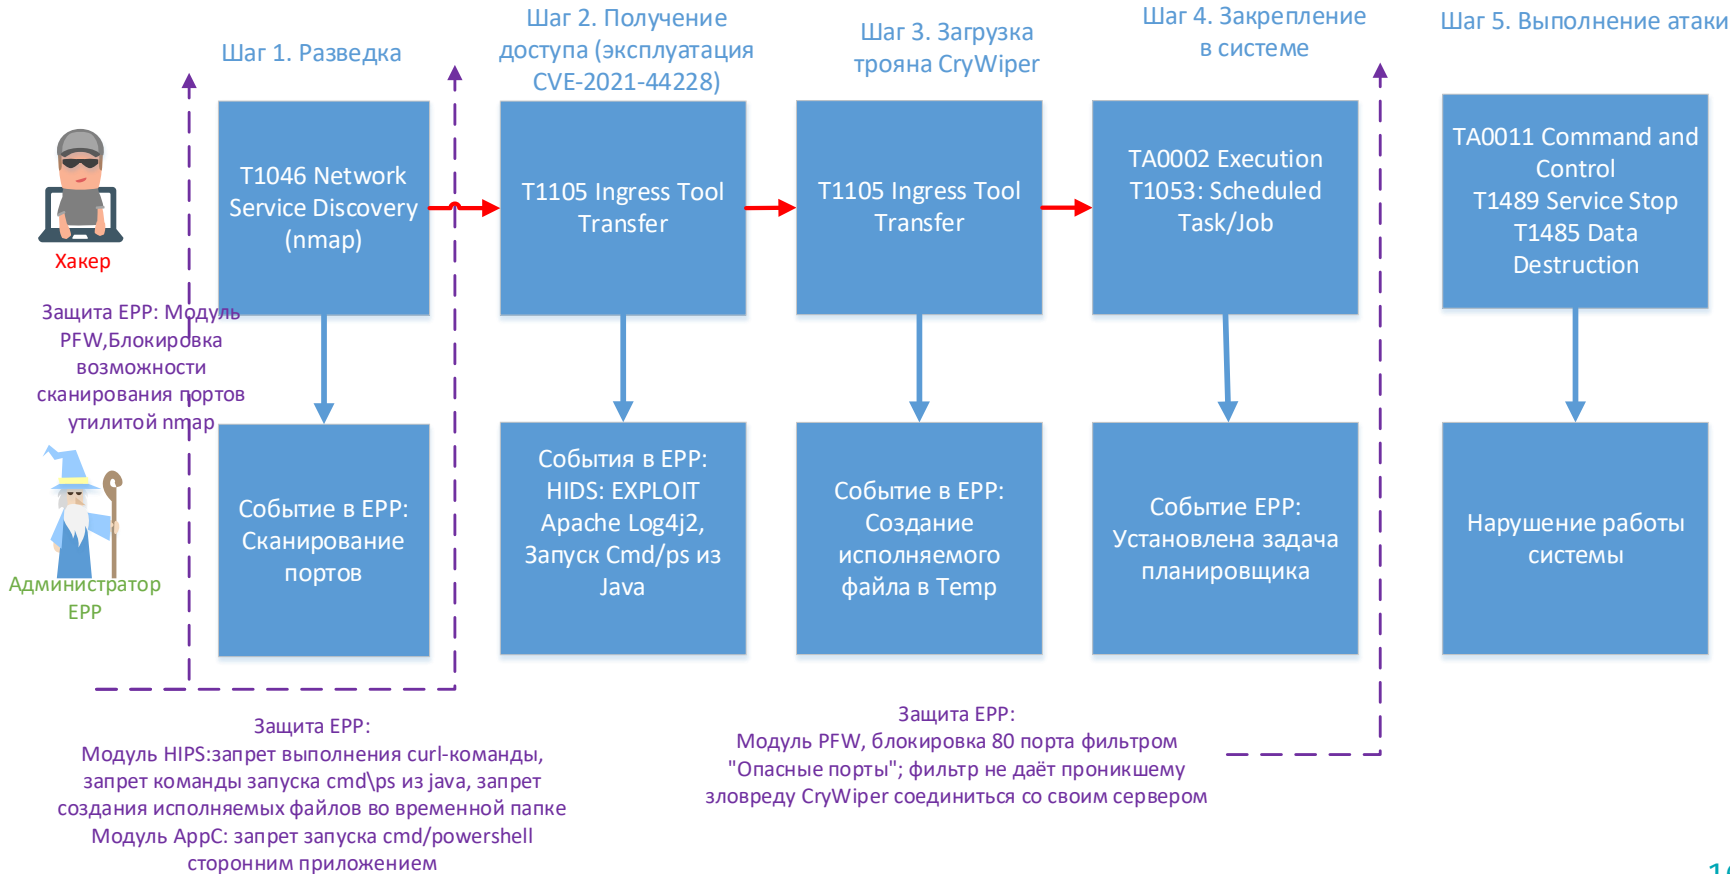 Шаг 1. Разведка
Шаг 2. Получение
доступа (эксплуатация
CVE-2021-44228)
Шаг 3. Загрузка
трояна CryWiper
Шаг 4. Закрепление
в системе
Шаг 5. Выполнение атаки
Хакер
T1046 Network
Service Discovery
(nmap)
T1105 Ingress Tool
Transfer
T1105 Ingress Tool
Transfer
TA0002 Execution
T1053: Scheduled
Task/Job
TA0011 Command and
Control
T1489 Service Stop
T1485 Data
Destruction
Защита EPP: Модуль
PFW,Блокировка
возможности
сканирования портов
утилитой nmap
Администратор
EPP
Событие в EPP:
Сканирование
портов
События в EPP:
HIDS: EXPLOIT
Apache Log4j2,
Запуск Cmd/ps из
Java
Событие в EPP:
Создание
исполняемого
файла в Temp
Событие EPP:
Установлена задача
планировщика
Нарушение работы
системы
Защита EPP:
Модуль HIPS:запрет выполнения curl-команды,
запрет команды запуска cmd\ps из java, запрет
создания исполняемых файлов во временной папке
Модуль AppC: запрет запуска cmd/powershell
сторонним приложением
Защита EPP:
Модуль PFW, блокировка 80 порта фильтром
"Опасные порты"; фильтр не даёт проникшему
зловреду CryWiper соединиться со своим сервером